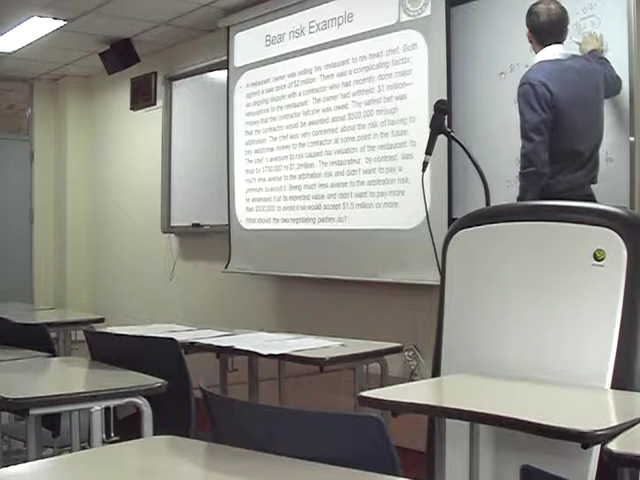 Bear risk Example
A restaurant owner was selling his restaurant to his head chef. Both
agreed a sale price of $2 million. There was a complicating factor:
an ongoing dispute with a contractor who had recently done major
renovations to the restaurant. The owner had withheld $1 million
money that the contractor felt she was owed. The safest bet was
that the contractor would be awarded about $500,000 through
arbitration. The chef was very concerned about the risk of having to
pay additional money to the contractor at some point in the future.
The chef's aversion to risk caused his valuation of the restaurant to
drop by $700,000 to $1.3million. The restaurateur, by contrast, was
much less averse to the arbitration risk and didn't want to pay a
premium to avoid it. Being much less averse to the arbitration risk,
he assessed it at its expected value and didn't want to pay more
than $500,000 to avoid it so would accept $1.5 million or more
What should the two negotiating parties do?